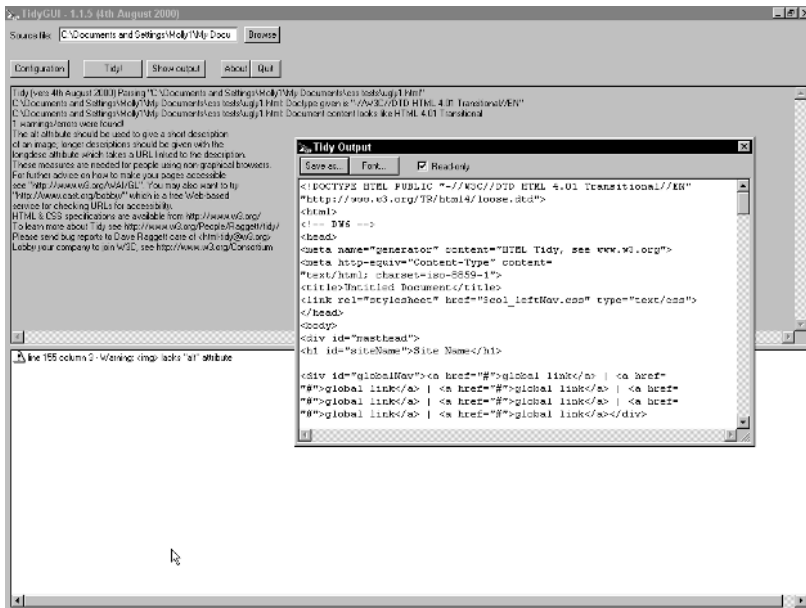 TidyGUI - 1.1.5 (4th August 2000)
Source file: C:\Documents and Settings\Molly1\My Docu Browse
Configuration Tidy! Show output About Quit
Tidy (vers 4th August 2000) Parsing "C:\Documents and Settings\Molly1\My Documents\css tests\ugly1.html"
C:\Documents and Settings\Molly1\My Documents\css tests\ugly1.html: Doctype given is "-//W3C//DTD HTML 4.01 Transitional//EN"
C:\Documents and Settings\Molly1\My Documents\css tests\ugly1.html: Document content looks like HTML 4.01 Transitional
1 warnings/errors were found!
The alt attribute should be used to give a short description
of an image; longer descriptions should be given with the
longdesc attribute which takes a URL linked to the description.
These measures are needed for people using non-graphical browsers.
For further advice on how to make your pages accessible
see "http://www.w3.org/WAI/GL". You may also want to try
"http://www.cast.org/bobby/" which is a free Web-based
service for checking URLs for accessibility.
HTML & CSS specifications are available from http://www.w3.org/
To learn more about Tidy see http://www.w3.org/People/Raggett/tidy/
Please send bug reports to Dave Raggett care of <html-tidy@w3.org>
Lobby your company to join W3C, see http://www.w3.org/Consortium
Tidy Output
Save as... Font... Read-only
<!DOCTYPE HTML PUBLIC "-//W3C//DTD HTML 4.01 Transitional//EN"
"http://www.w3.org/TR/html4/loose.dtd">
<html>
<!-- DW6 -->
<head>
<meta name="generator" content="HTML Tidy, see www.w3.org">
<meta http-equiv="Content-Type" content=
"text/html; charset=iso-8859-1">
<title>Untitled Document</title>
<link rel="stylesheet" href="3col_leftNav.css" type="text/css">
</head>
<body>
<div id="masthead">
<h1 id="siteName">Site Name</h1>
<div id="globalNav"><a href="#">global link</a> | <a href=
"#">global link</a> | <a href="#">global link</a> | <a href=
"#">global link</a> | <a href="#">global link</a> | <a href=
"#">global link</a> | <a href="#">global link</a></div>
line 155 column 3 - Warning: <img> lacks "alt" attribute